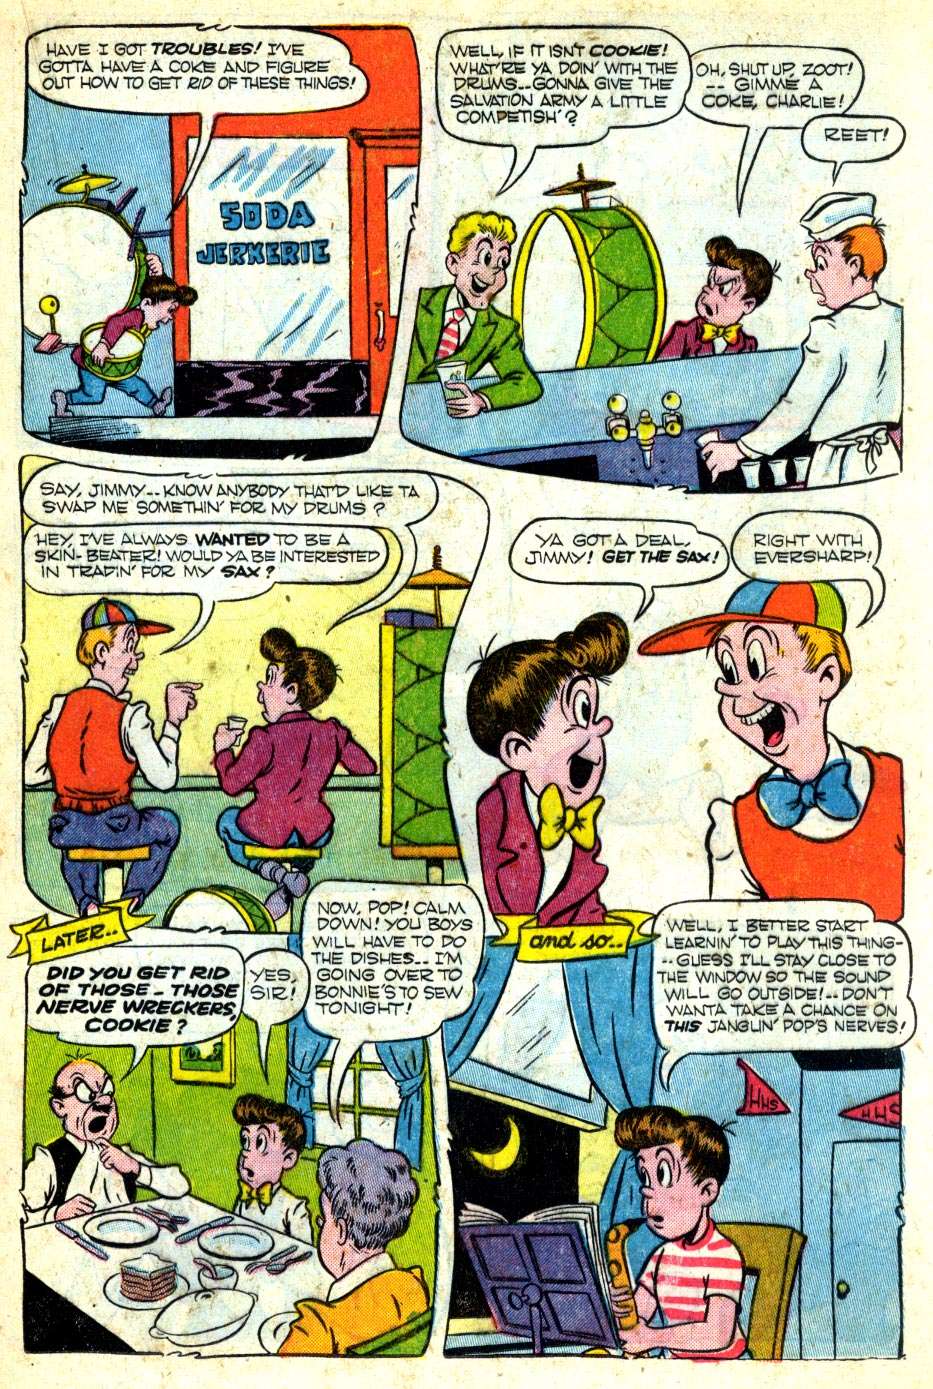 HAVE I GOT TROUBLES! I'VE
GOTTA HAVE A COKE AND FIGURE
OUT HOW TO GET RID OF THESE THINGS!
SODA
JERKERIE
WELL, IF IT ISN'T COOKIE!
WHAT'RE YA DOIN' WITH THE
DRUMS--GONNA GIVE THE
SALVATION ARMY A LITTLE
COMPETISH'?
OH, SHUT UP, ZOOT!
-- GIMME A
COKE, CHARLIE!
REET!
SAY, JIMMY-- KNOW ANYBODY THAT'D LIKE TA
SWAP ME SOMETHIN' FOR MY DRUMS?
HEY, I'VE ALWAYS WANTED TO BE A
SKIN-BEATER! WOULD YA BE INTERESTED
IN TRADIN' FOR MY SAX?
YA GOT A DEAL,
JIMMY! GET THE SAX!
RIGHT WITH
EVERSHARP!
LATER--
DID YOU GET RID
OF THOSE - THOSE
NERVE WRECKERS,
COOKIE?
YES,
SIR!
NOW, POP! CALM
DOWN! YOU BOYS
WILL HAVE TO DO
THE DISHES-- I'M
GOING OVER TO
BONNIE'S TO SEW
TONIGHT!
and so--
WELL, I BETTER START
LEARNIN' TO PLAY THIS THING-
-- GUESS I'LL STAY CLOSE TO
THE WINDOW SO THE SOUND
WILL GO OUTSIDE!-- DON'T
WANTA TAKE A CHANCE ON
THIS JANGLIN' POP'S NERVES!
HHS
HHS